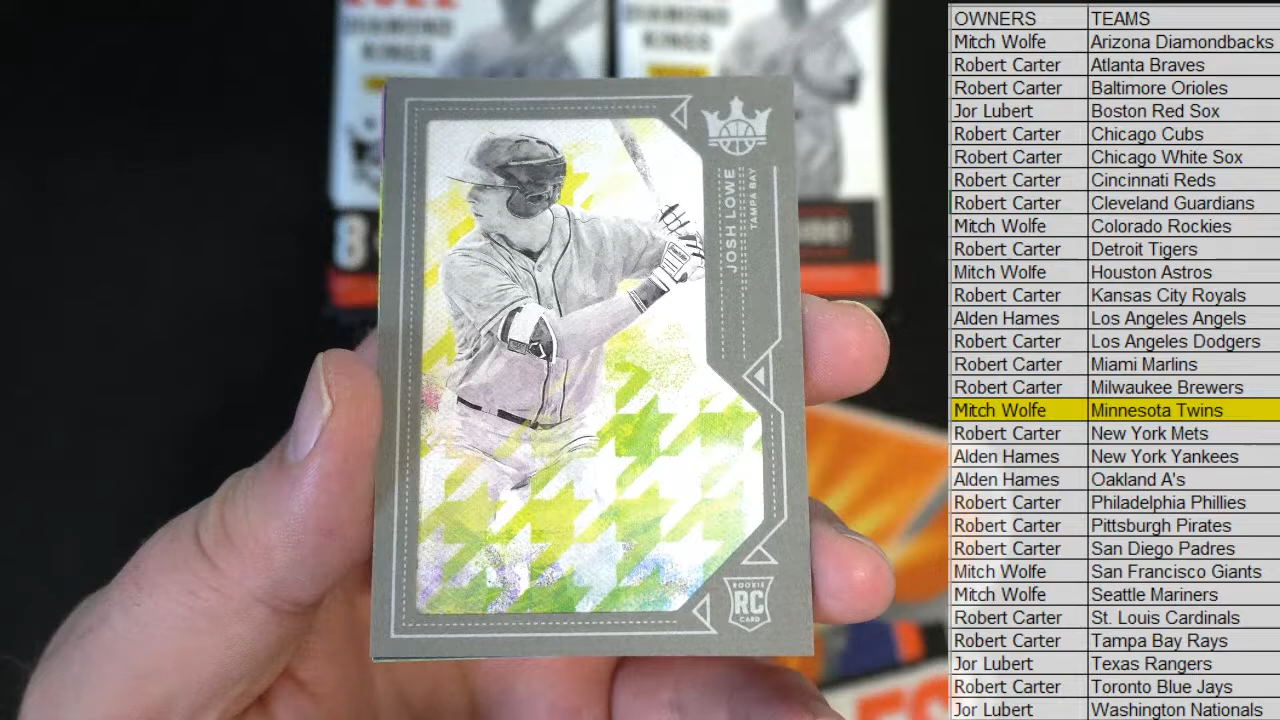 DIAMOND
KINGS
DIAMOND
KINGS
8
JOSH LOWE
TAMPA BAY
ROOKIE
RC
CARD
OWNERS TEAMS
Mitch Wolfe Arizona Diamondbacks
Robert Carter Atlanta Braves
Robert Carter Baltimore Orioles
Jor Lubert Boston Red Sox
Robert Carter Chicago Cubs
Robert Carter Chicago White Sox
Robert Carter Cincinnati Reds
Robert Carter Cleveland Guardians
Mitch Wolfe Colorado Rockies
Robert Carter Detroit Tigers
Mitch Wolfe Houston Astros
Robert Carter Kansas City Royals
Alden Hames Los Angeles Angels
Robert Carter Los Angeles Dodgers
Robert Carter Miami Marlins
Robert Carter Milwaukee Brewers
Mitch Wolfe Minnesota Twins
Robert Carter New York Mets
Alden Hames New York Yankees
Alden Hames Oakland A's
Robert Carter Philadelphia Phillies
Robert Carter Pittsburgh Pirates
Robert Carter San Diego Padres
Mitch Wolfe San Francisco Giants
Mitch Wolfe Seattle Mariners
Robert Carter St. Louis Cardinals
Robert Carter Tampa Bay Rays
Jor Lubert Texas Rangers
Robert Carter Toronto Blue Jays
Jor Lubert Washington Nationals